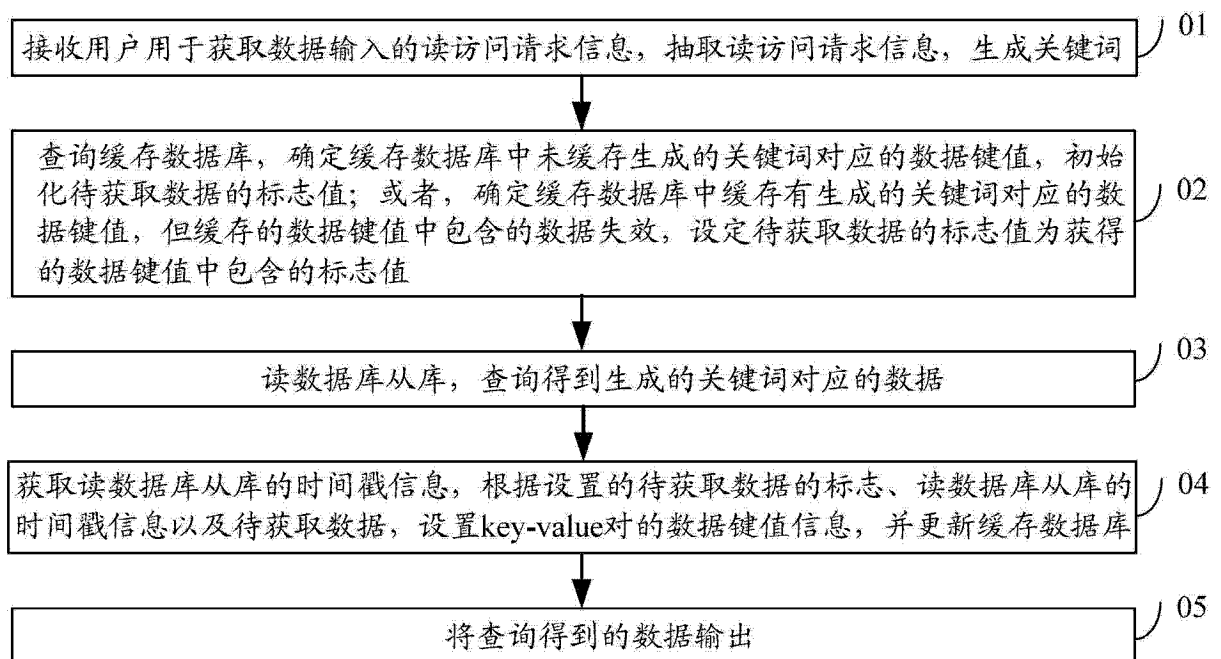 接收用户用于获取数据输入的读访问请求信息，抽取读访问请求信息，生成关键词
01
查询缓存数据库，确定缓存数据库中未缓存生成的关键词对应的数据键值，初始
化待获取数据的标志值；或者，确定缓存数据库中缓存有生成的关键词对应的数
据键值，但缓存的数据键值中包含的数据失效，设定待获取数据的标志值为获得
的数据键值中包含的标志值
02
读数据库从库，查询得到生成的关键词对应的数据
03
获取读数据库从库的时间戳信息，根据设置的待获取数据的标志、读数据库从库的
时间戳信息以及待获取数据，设置key-value对的数据键值信息，并更新缓存数据库
04
将查询得到的数据输出
05